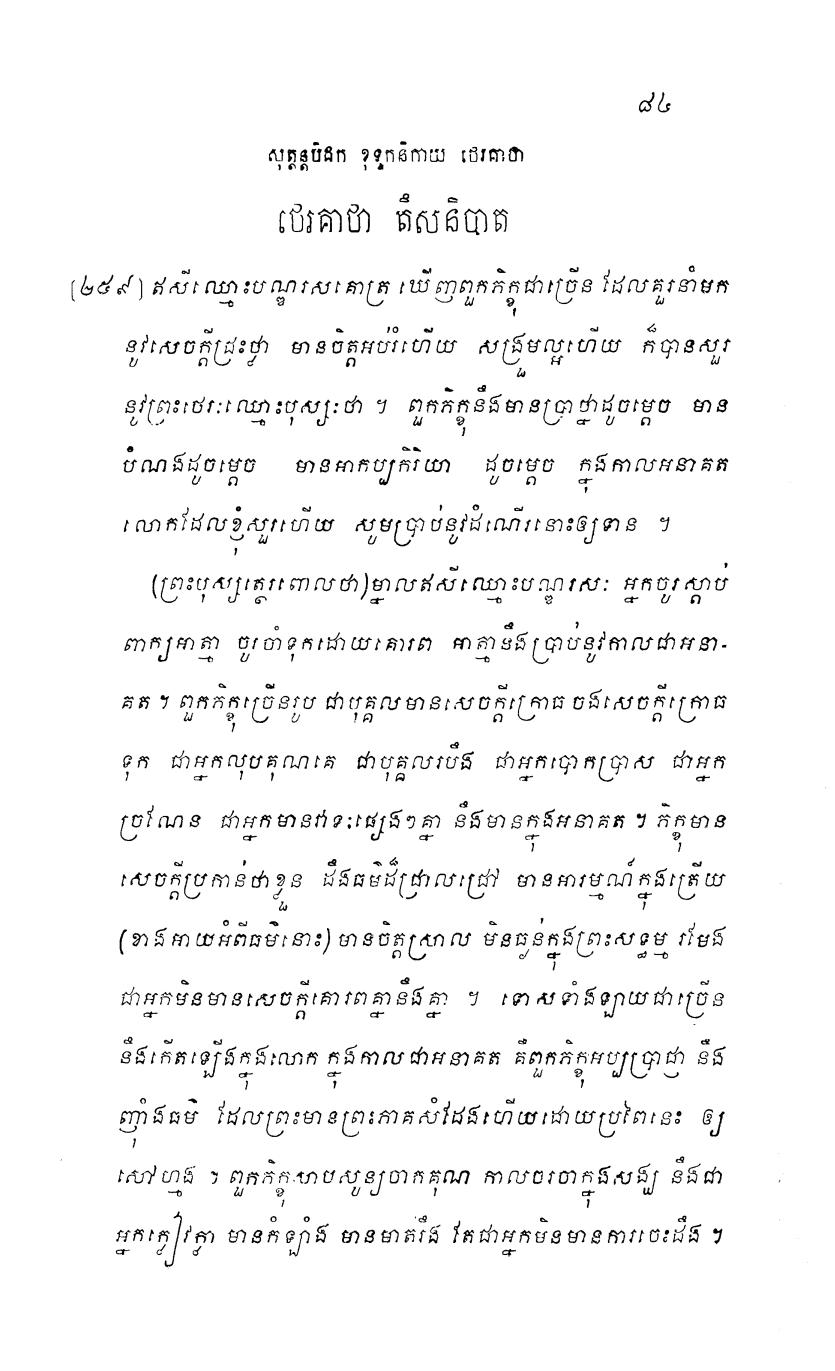 ៨៤
សុត្តន្តបិដក ខុទ្ទកនិកាយ ថេរគាថា
ថេរគាថា តឹសនិបាត
[២៥៩] ឥសីឈ្មោះបណ្ឌរសគោត្រ ឃើញពួកភិក្ខុជាច្រើន ដែលគួរនាំមក
នូវសេចក្តីជ្រះថ្លា មានចិត្តអប់រំហើយ សង្រួមល្អហើយ ក៏បានសួរ
នូវព្រះថេរៈឈ្មោះបុស្សៈថា ។ ពួកភិក្ខុនឹងមានប្រាថ្នាដូចម្តេច មាន
បំណងដូចម្តេច មានអាកប្បកិរិយា ដូចម្តេច ក្នុងកាលអនាគត
លោកដែលខ្ញុំសួរហើយ សូមប្រាប់នូវដំណើរនោះឲ្យទាន ។
(ព្រះបុស្សត្ថេរពោលថា) ម្នាលឥសីឈ្មោះបណ្ឌរសៈ អ្នកចូរស្តាប់
ពាក្យអាត្មា ចូរចាំទុកដោយគោរព អាត្មានឹងប្រាប់នូវកាលជាអនា-
គត ។ ពួកភិក្ខុច្រើនរូប ជាបុគ្គលមានសេចក្តីក្រោធ ចងសេចក្តីក្រោធ
ទុក ជាអ្នកលុបគុណគេ ជាបុគ្គលរបឹង ជាអ្នកបោកប្រាស ជាអ្នក
ច្រណែន ជាអ្នកមានវាទៈផ្សេងៗគ្នា នឹងមានក្នុងអនាគត ។ ភិក្ខុមាន
សេចក្តីប្រកាន់ថាខ្លួន ដឹងធម៌ដ៏ជ្រាលជ្រៅ មានអារម្មណ៍ក្នុងត្រើយ
(ខាងអាយអំពីធម៌នោះ) មានចិត្តស្រាល មិនធ្ងន់ក្នុងព្រះសទ្ធម្ម រមែង
ជាអ្នកមិនមានសេចក្តីគោរពគ្នានឹងគ្នា ។ ទោសទាំងឡាយជាច្រើន
នឹងកើតឡើងក្នុងលោក ក្នុងកាលជាអនាគត គឺពួកភិក្ខុអប្បប្រាជ្ញា នឹង
ញុំាងធម៌ ដែលព្រះមានព្រះភាគសំដែងហើយដោយប្រពៃនេះ ឲ្យ
សៅហ្មង ។ ពួកភិក្ខុសាបសូន្យចាកគុណ កាលចរចាក្នុងសង្ឃ នឹងជា
អ្នកក្លៀវក្លា មានកំឡាំង មានមាត់រឹង តែជាអ្នកមិនមានការចេះដឹង ។